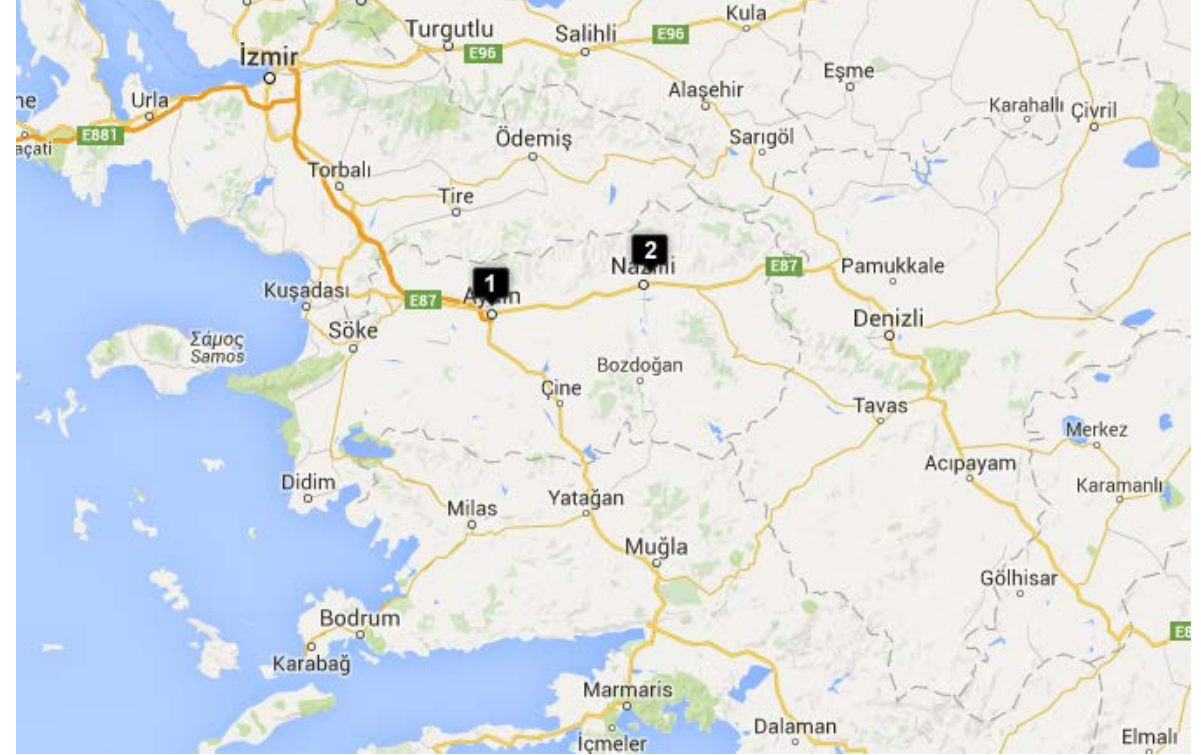 Kula
Turgutlu
Salihli
E96
E96
İzmir
Eşme
Alaşehir
Urla
Karahallı
Çivril
E881
Ödemiş
Sarıgöl
Torbalı
Tire
2
E87
Pamukkale
1
Kuşadası
E87
Söke
Denizli
Σάμος
Samos
Bozdoğan
Çine
Tavas
Merkez
Acıpayam
Didim
Karamanlı
Milas
Yatağan
Muğla
Gölhisar
Bodrum
Karabağ
Marmaris
Dalaman
İçmeler
Elmalı